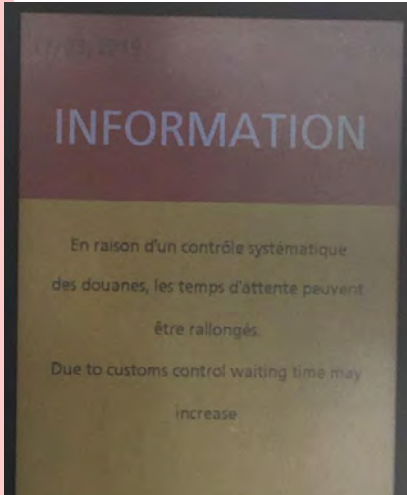 INFORMATION
En raison d'un contrôle systématique
des douanes, les temps d'attente peuvent
être rallongés.
Due to customs control waiting time may
increase